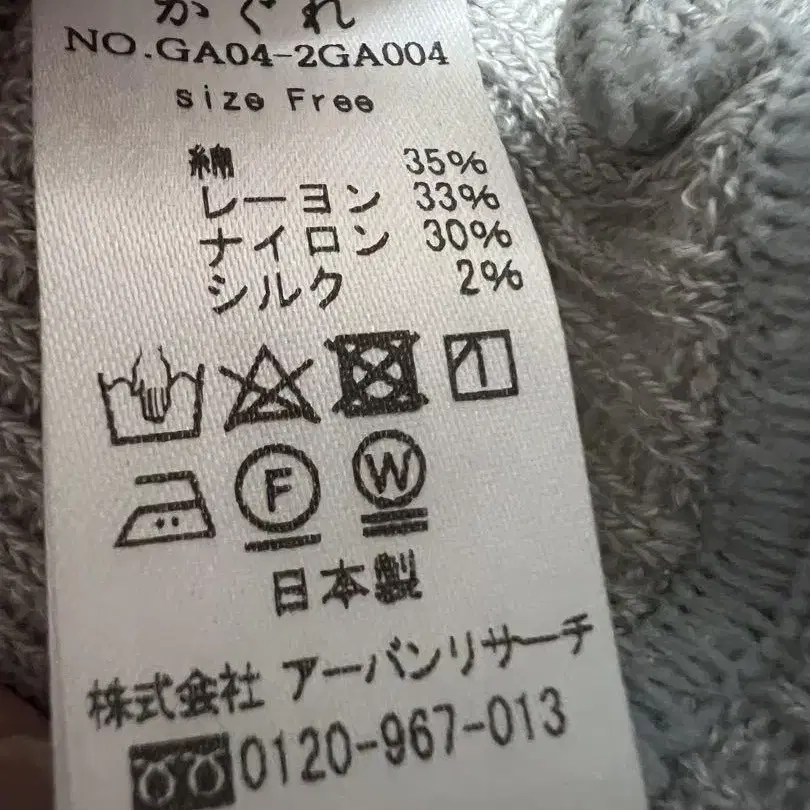 かぐれ
NO.GA04-2GA004
size Free
綿 35%
レーヨン 33%
ナイロン 30%
シルク 2%
F W
日本製
株式会社 アーバンリサーチ
0120-967-013